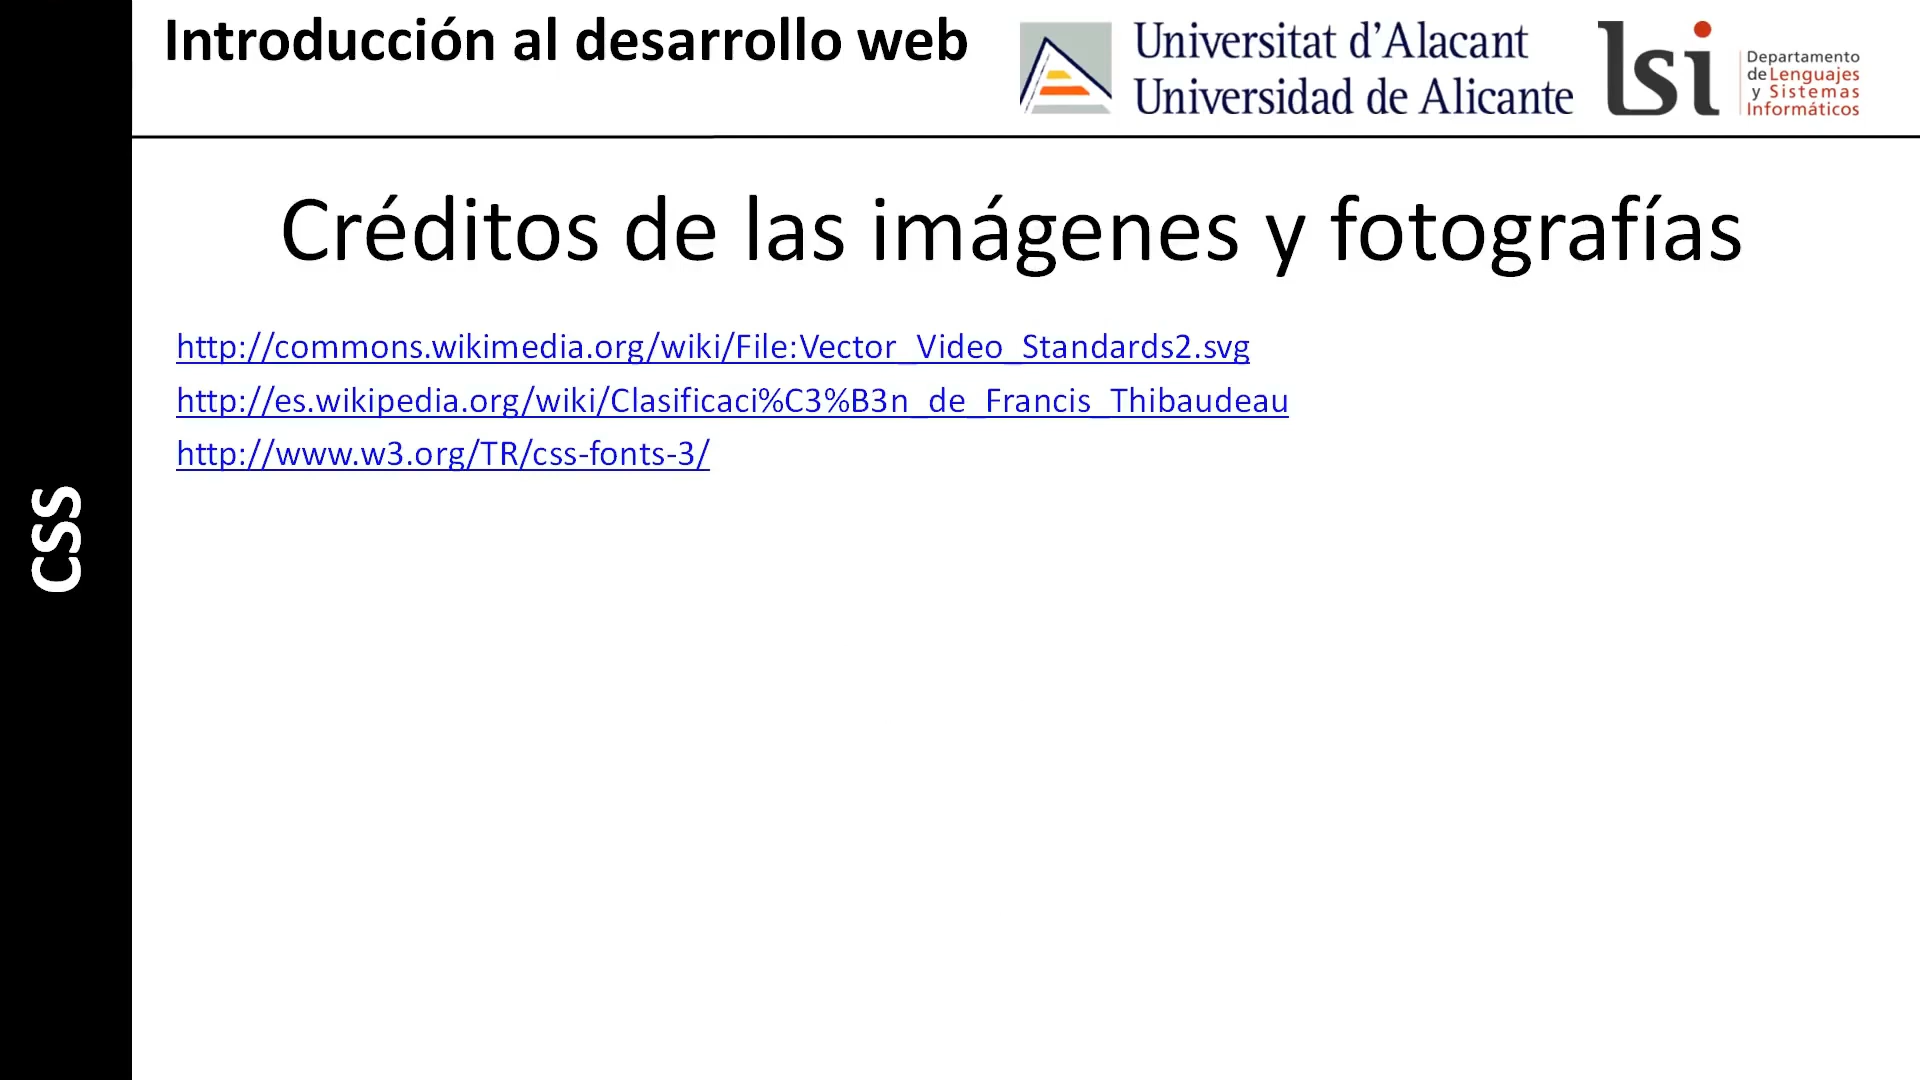 Introducción al desarrollo web
Universitat d’Alacant
Universidad de Alicante
lsi
Departamento
de Lenguajes
y Sistemas
Informáticos
Créditos de las imágenes y fotografías
http://commons.wikimedia.org/wiki/File:Vector_Video_Standards2.svg
http://es.wikipedia.org/wiki/Clasificaci%C3%B3n_de_Francis_Thibaudeau
http://www.w3.org/TR/css-fonts-3/
CSS